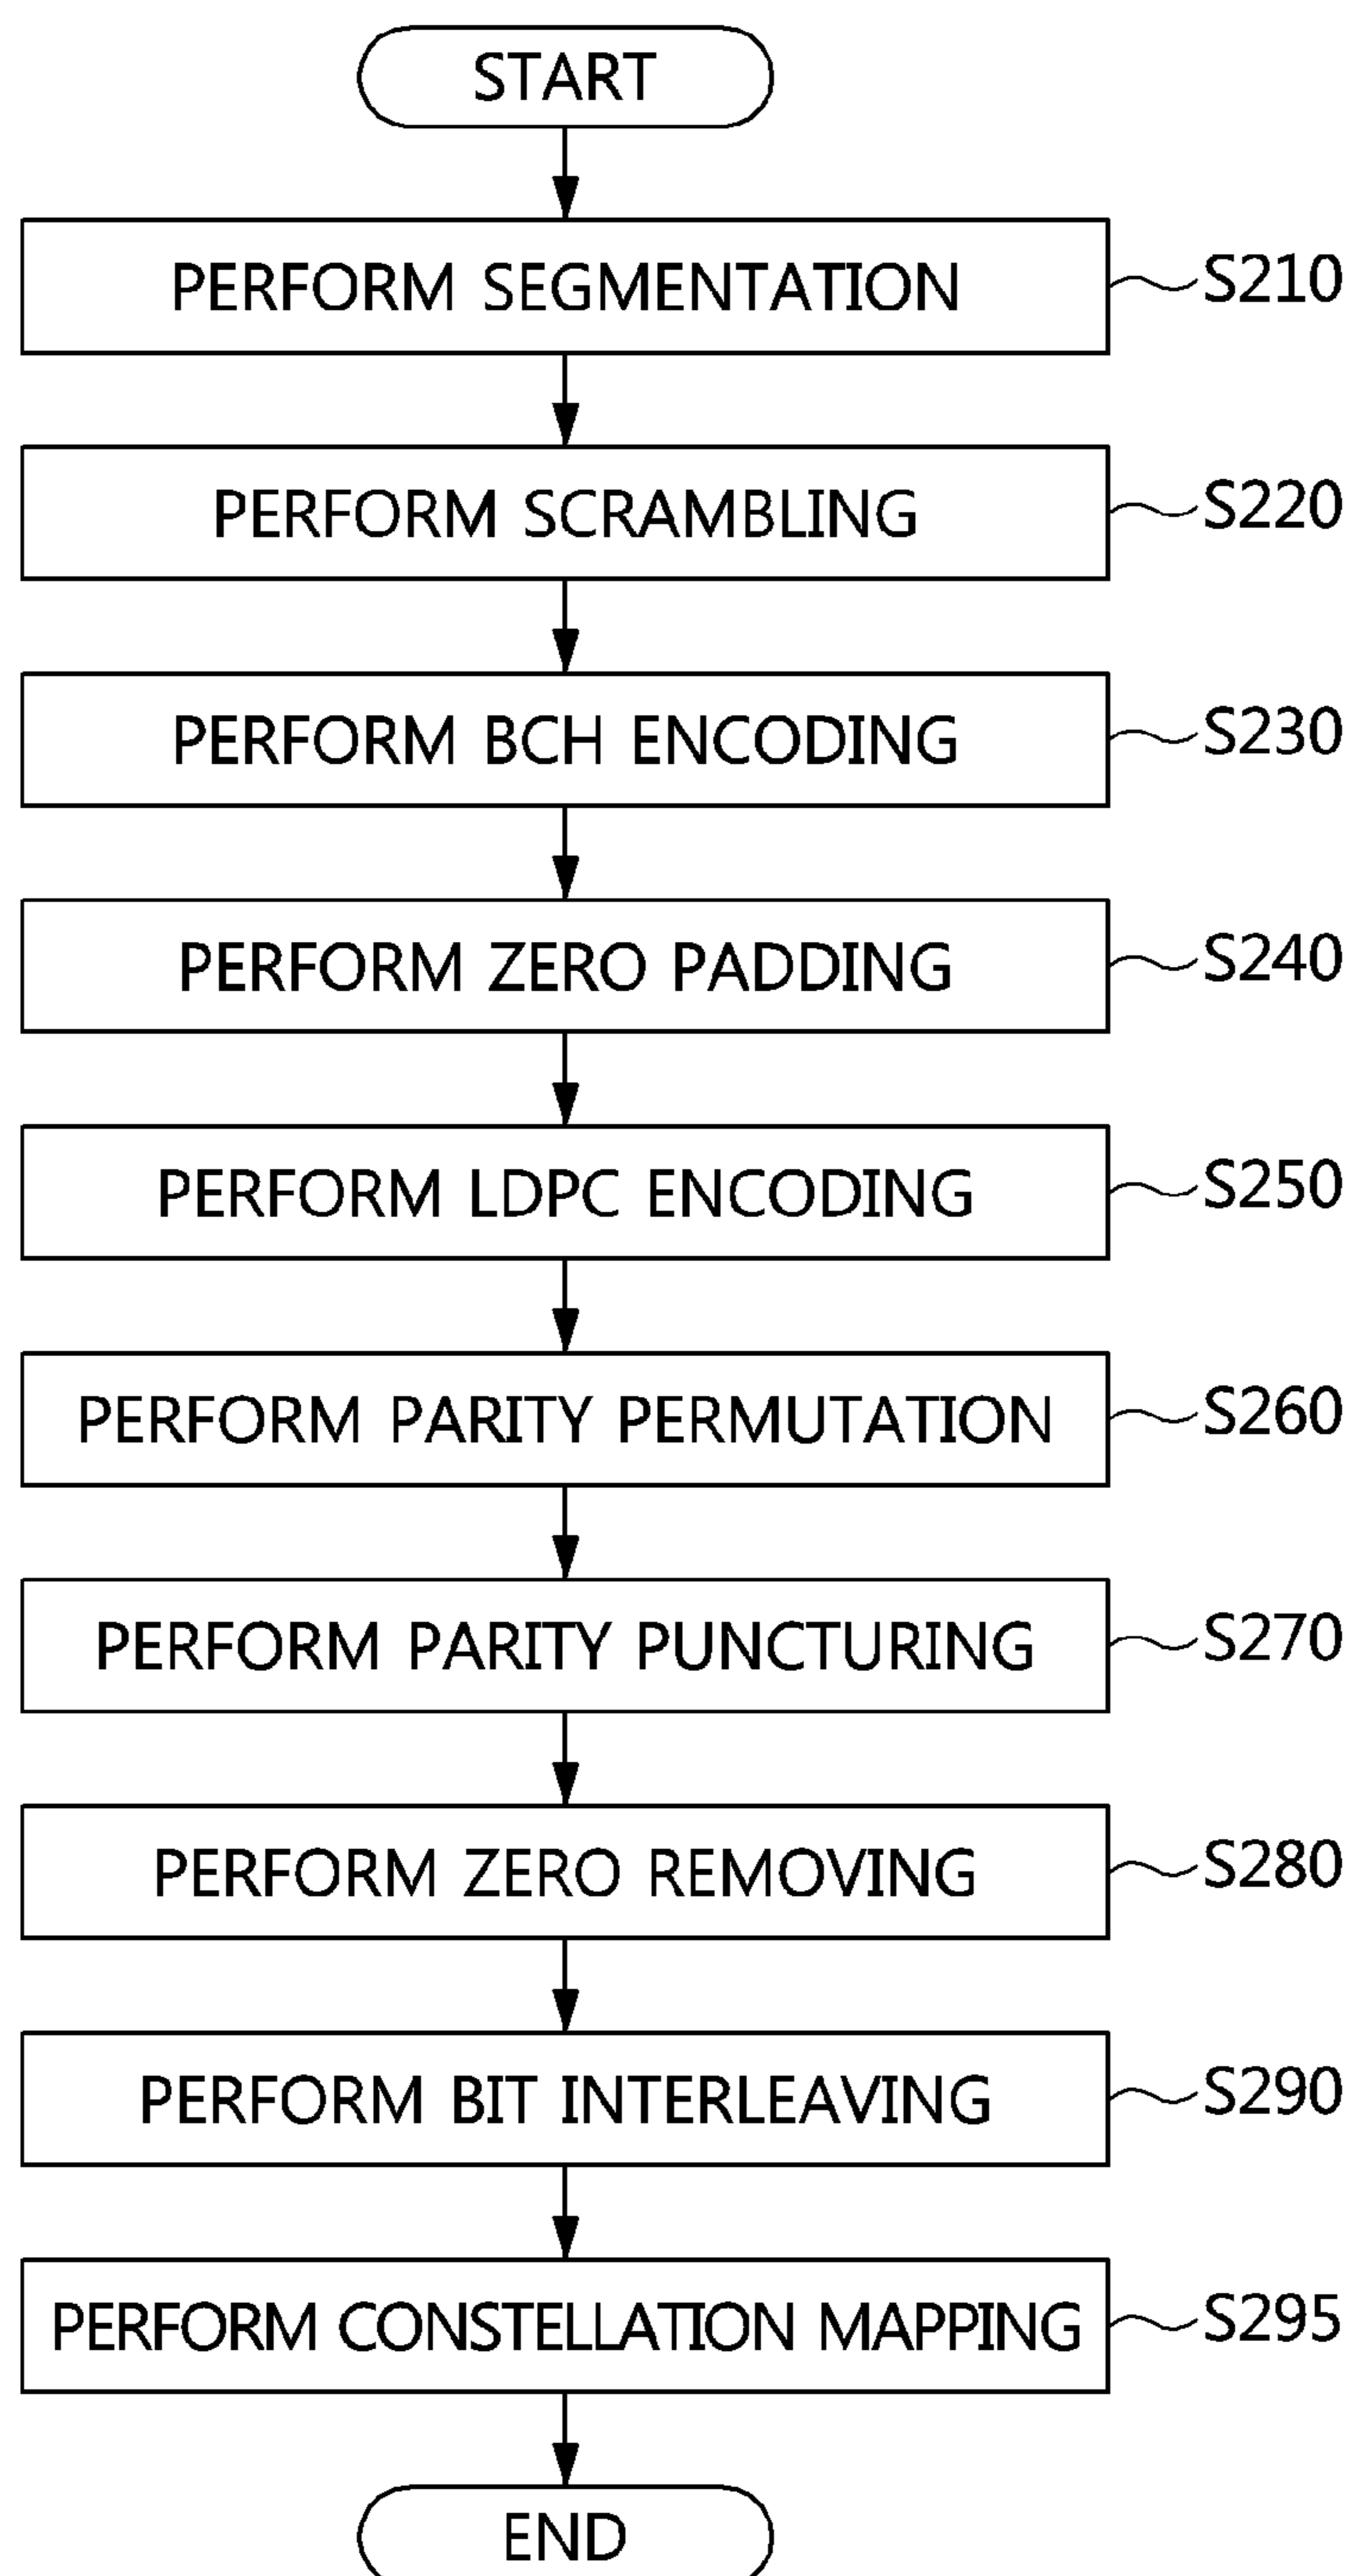 START
PERFORM SEGMENTATION S210
PERFORM SCRAMBLING S220
PERFORM BCH ENCODING S230
PERFORM ZERO PADDING S240
PERFORM LDPC ENCODING S250
PERFORM PARITY PERMUTATION S260
PERFORM PARITY PUNCTURING S270
PERFORM ZERO REMOVING S280
PERFORM BIT INTERLEAVING S290
PERFORM CONSTELLATION MAPPING S295
END